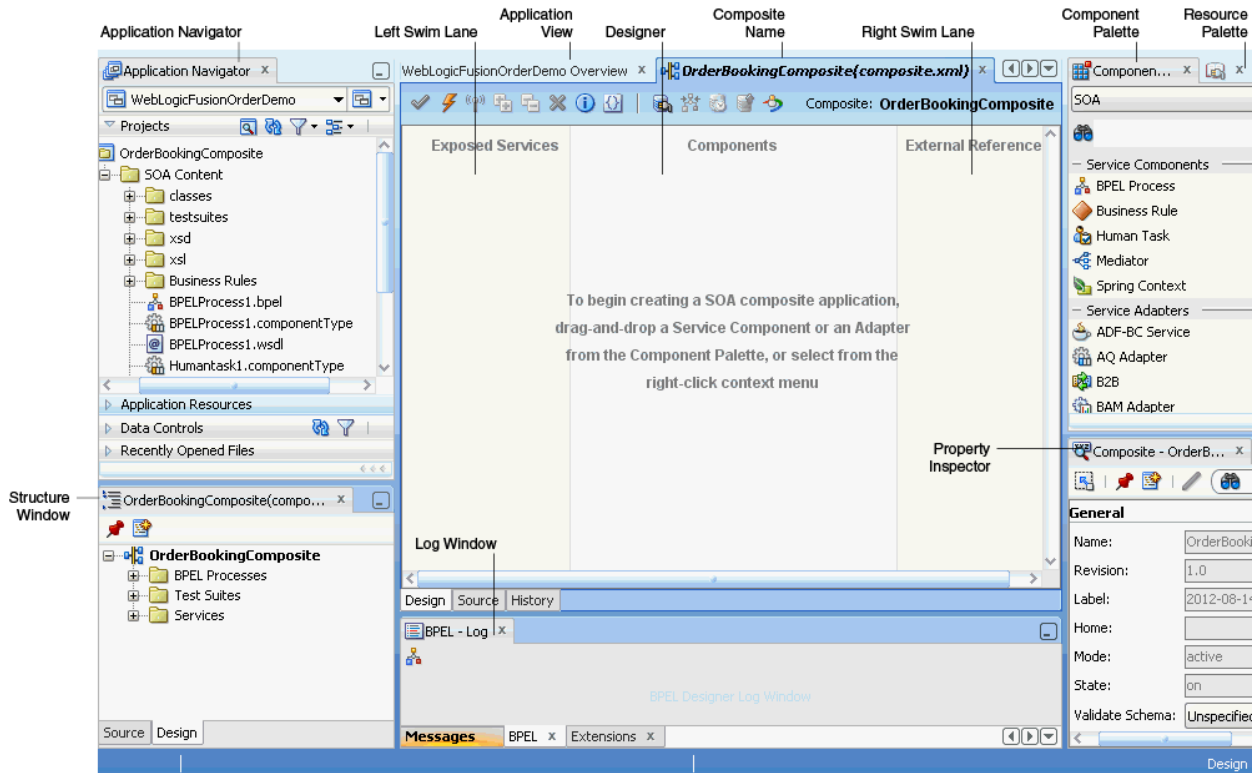 Application Navigator
Left Swim Lane
Application
View
Designer
Composite
Name
Right Swim Lane
Component
Palette
Resource
Palette
Application Navigator
WebLogicFusionOrderDemo
Projects
OrderBookingComposite
SOA Content
classes
testsuites
xsd
xsl
Business Rules
BPELProcess1.bpel
BPELProcess1.componentType
BPELProcess1.wsdl
Humantask1.componentType
Application Resources
Data Controls
Recently Opened Files
Structure
Window
OrderBookingComposite(compo...
OrderBookingComposite
BPEL Processes
Test Suites
Services
Source Design
WebLogicFusionOrderDemo Overview
OrderBookingComposite(composite.xml)
Composite: OrderBookingComposite
Exposed Services
Components
External Reference
To begin creating a SOA composite application,
drag-and-drop a Service Component or an Adapter
from the Component Palette, or select from the
right-click context menu
Log Window
Design Source History
BPEL - Log
BPEL Designer Log Window
Messages BPEL Extensions
Componen...
SOA
Service Components
BPEL Process
Business Rule
Human Task
Mediator
Spring Context
Service Adapters
ADF-BC Service
AQ Adapter
B2B
BAM Adapter
Property
Inspector
Composite - OrderB...
General
Name: OrderBooki
Revision: 1.0
Label: 2012-08-14
Home:
Mode: active
State: on
Validate Schema: Unspecified
Design